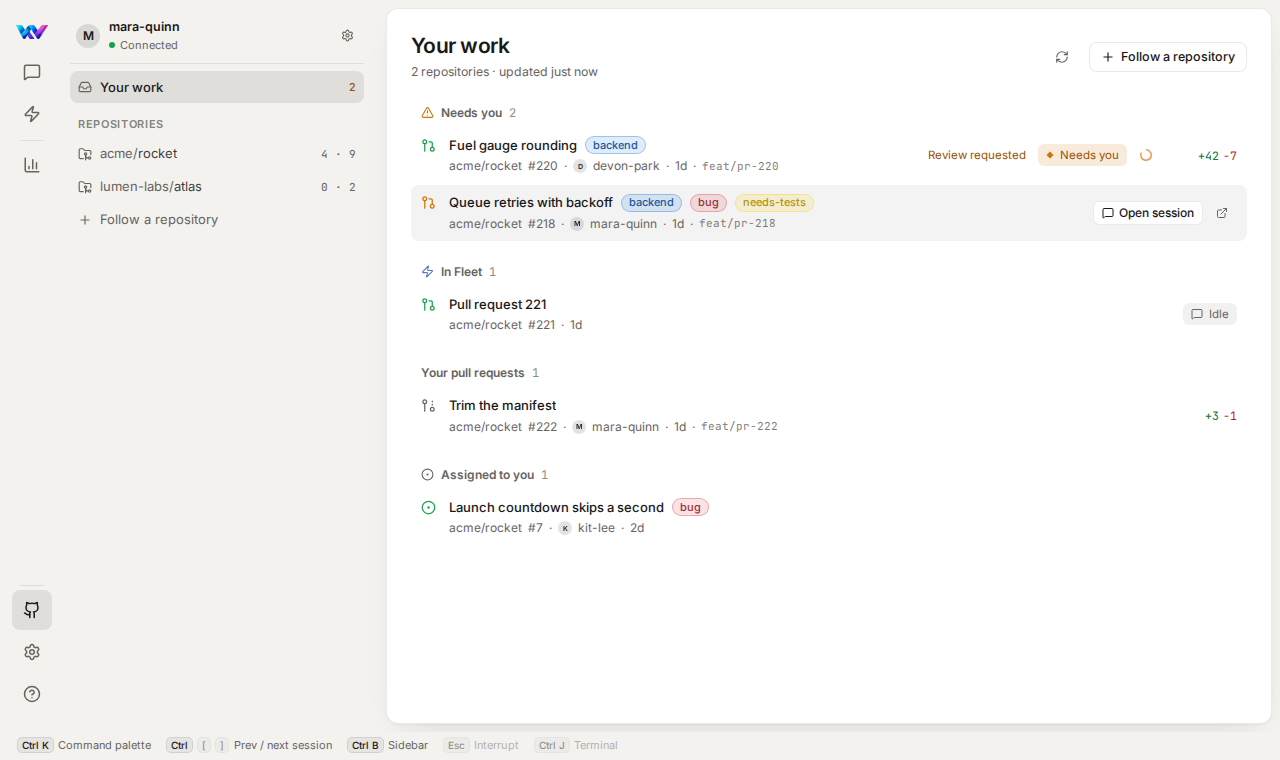 M mara-quinn
Connected
Your work 2
REPOSITORIES
acme/rocket 4 · 9
lumen-labs/atlas 0 · 2
Follow a repository
Your work
2 repositories · updated just now
Follow a repository
Needs you 2
Fuel gauge rounding backend
acme/rocket #220 · D devon-park · 1d · feat/pr-220
Review requested Needs you +42 -7
Queue retries with backoff backend bug needs-tests
acme/rocket #218 · M mara-quinn · 1d · feat/pr-218
Open session
In Fleet 1
Pull request 221
acme/rocket #221 · 1d
Idle
Your pull requests 1
Trim the manifest
acme/rocket #222 · M mara-quinn · 1d · feat/pr-222
+3 -1
Assigned to you 1
Launch countdown skips a second bug
acme/rocket #7 · K kit-lee · 2d
Ctrl K Command palette Ctrl [ ] Prev / next session Ctrl B Sidebar Esc Interrupt Ctrl J Terminal